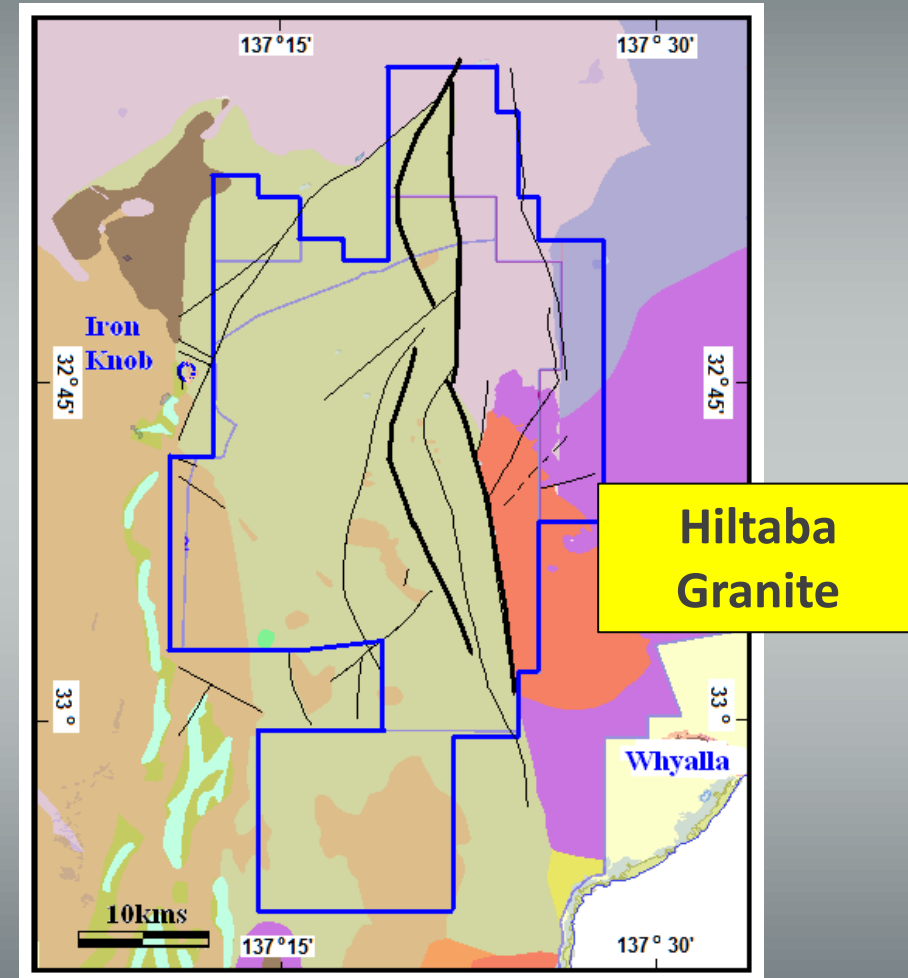 137°15'
137° 30'
Iron
Knob
32° 45'
32° 45'
Hiltaba
Granite
33°
33°
Whyalla
10kms
137°15'
137° 30'